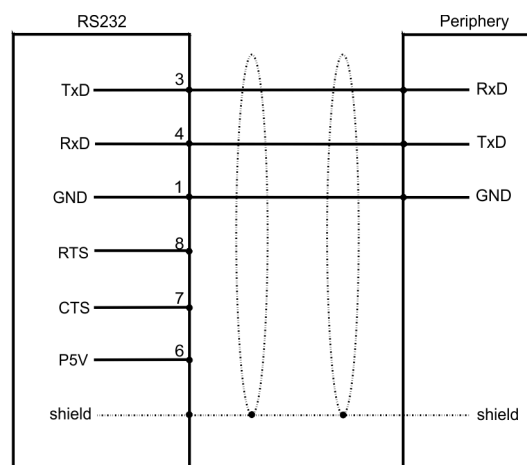 RS232 Periphery
TxD 3 RxD
RxD 4 TxD
GND 1 GND
RTS 8
CTS 7
P5V 6
shield shield